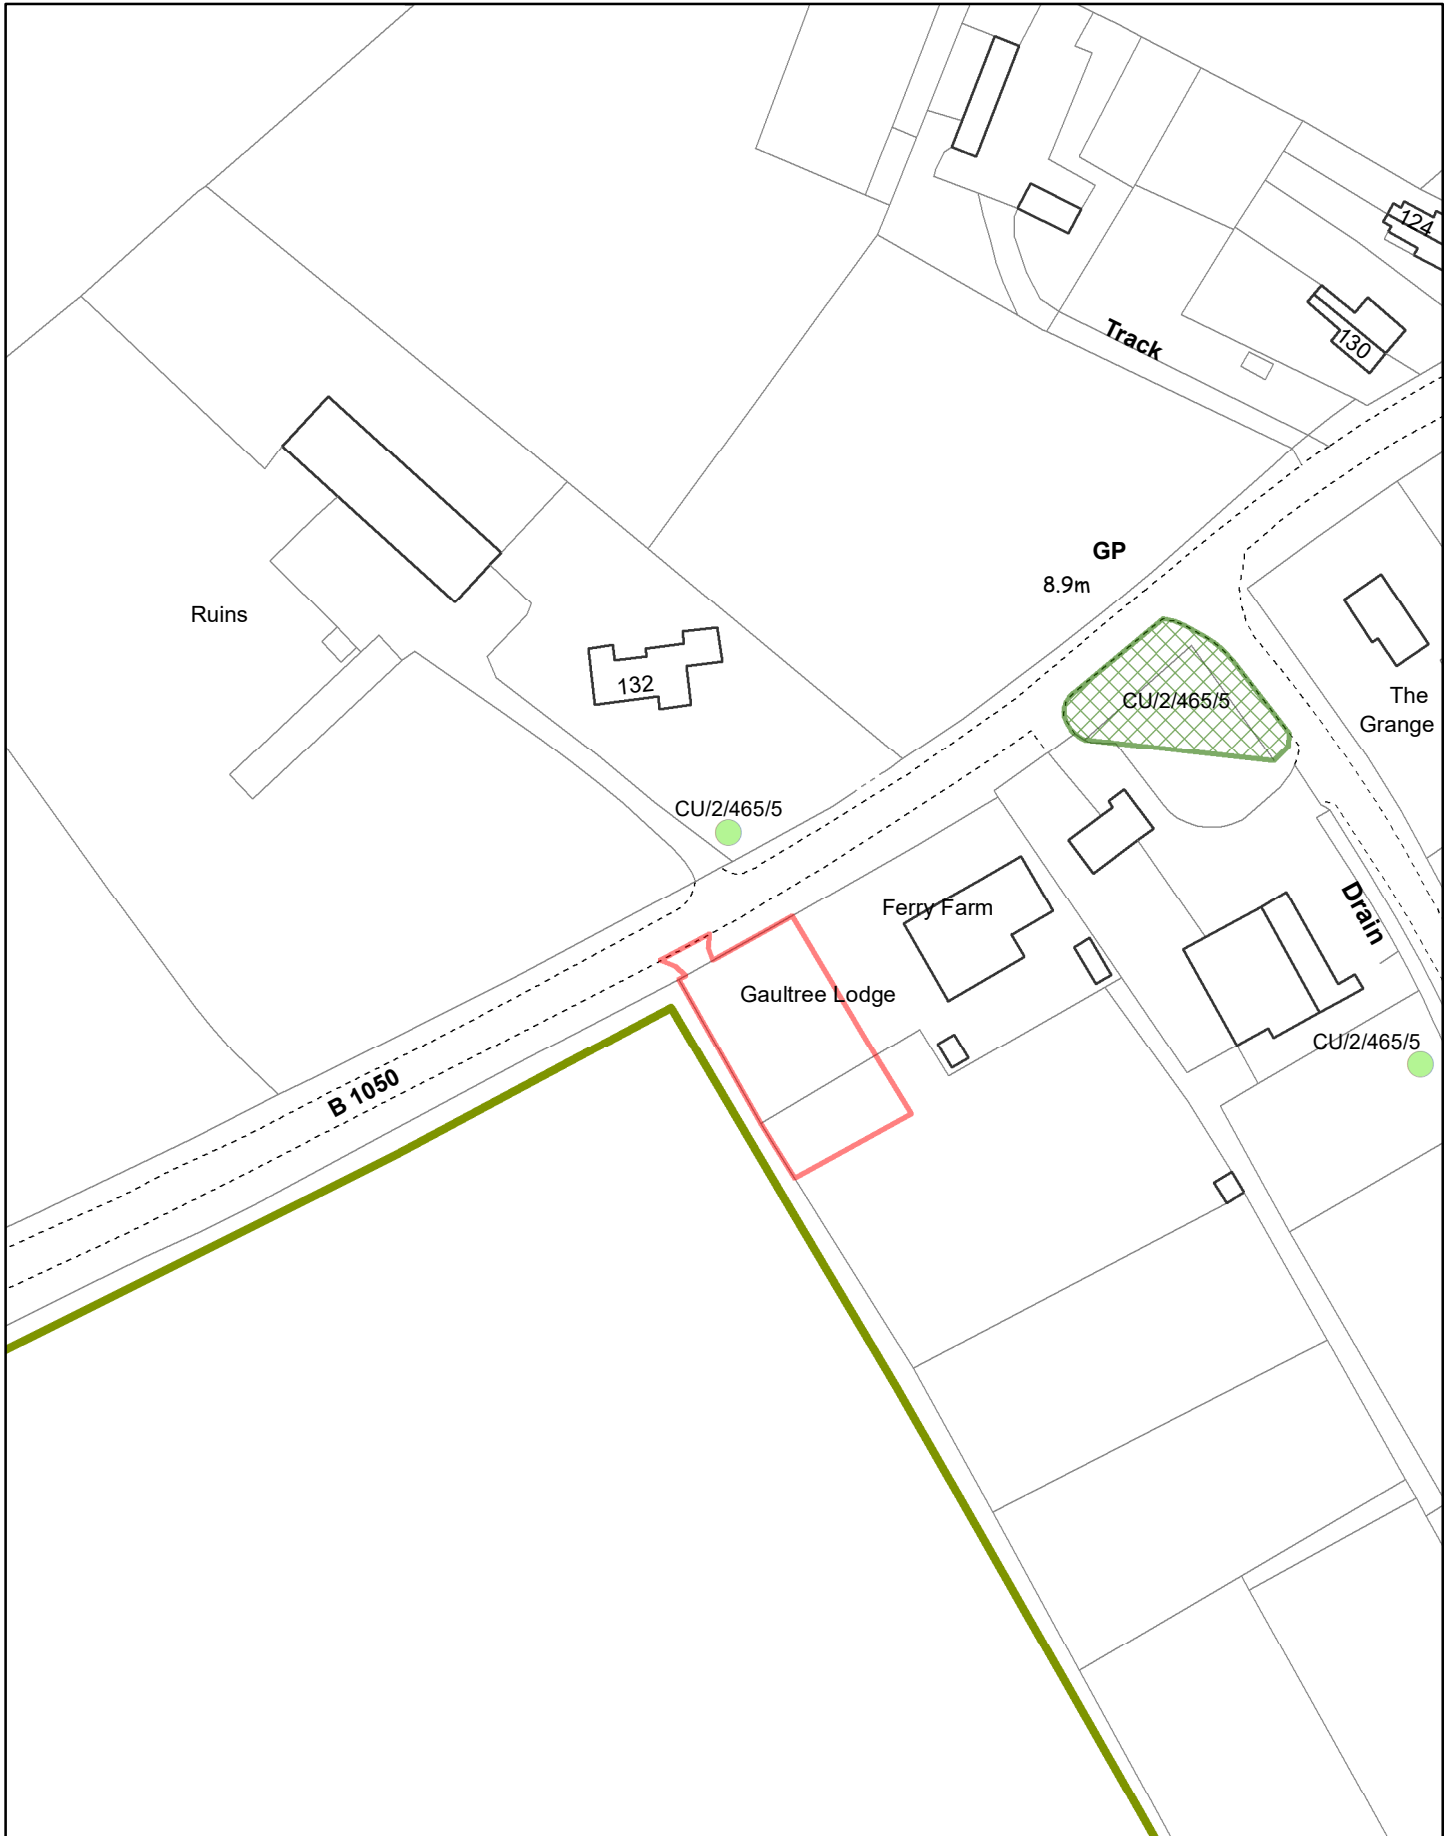 124
130
Track
GP
8.9m
Ruins
132
CU/2/465/5
The
Grange
CU/2/465/5
Ferry Farm
Drain
Gaultree Lodge
CU/2/465/5
B 1050